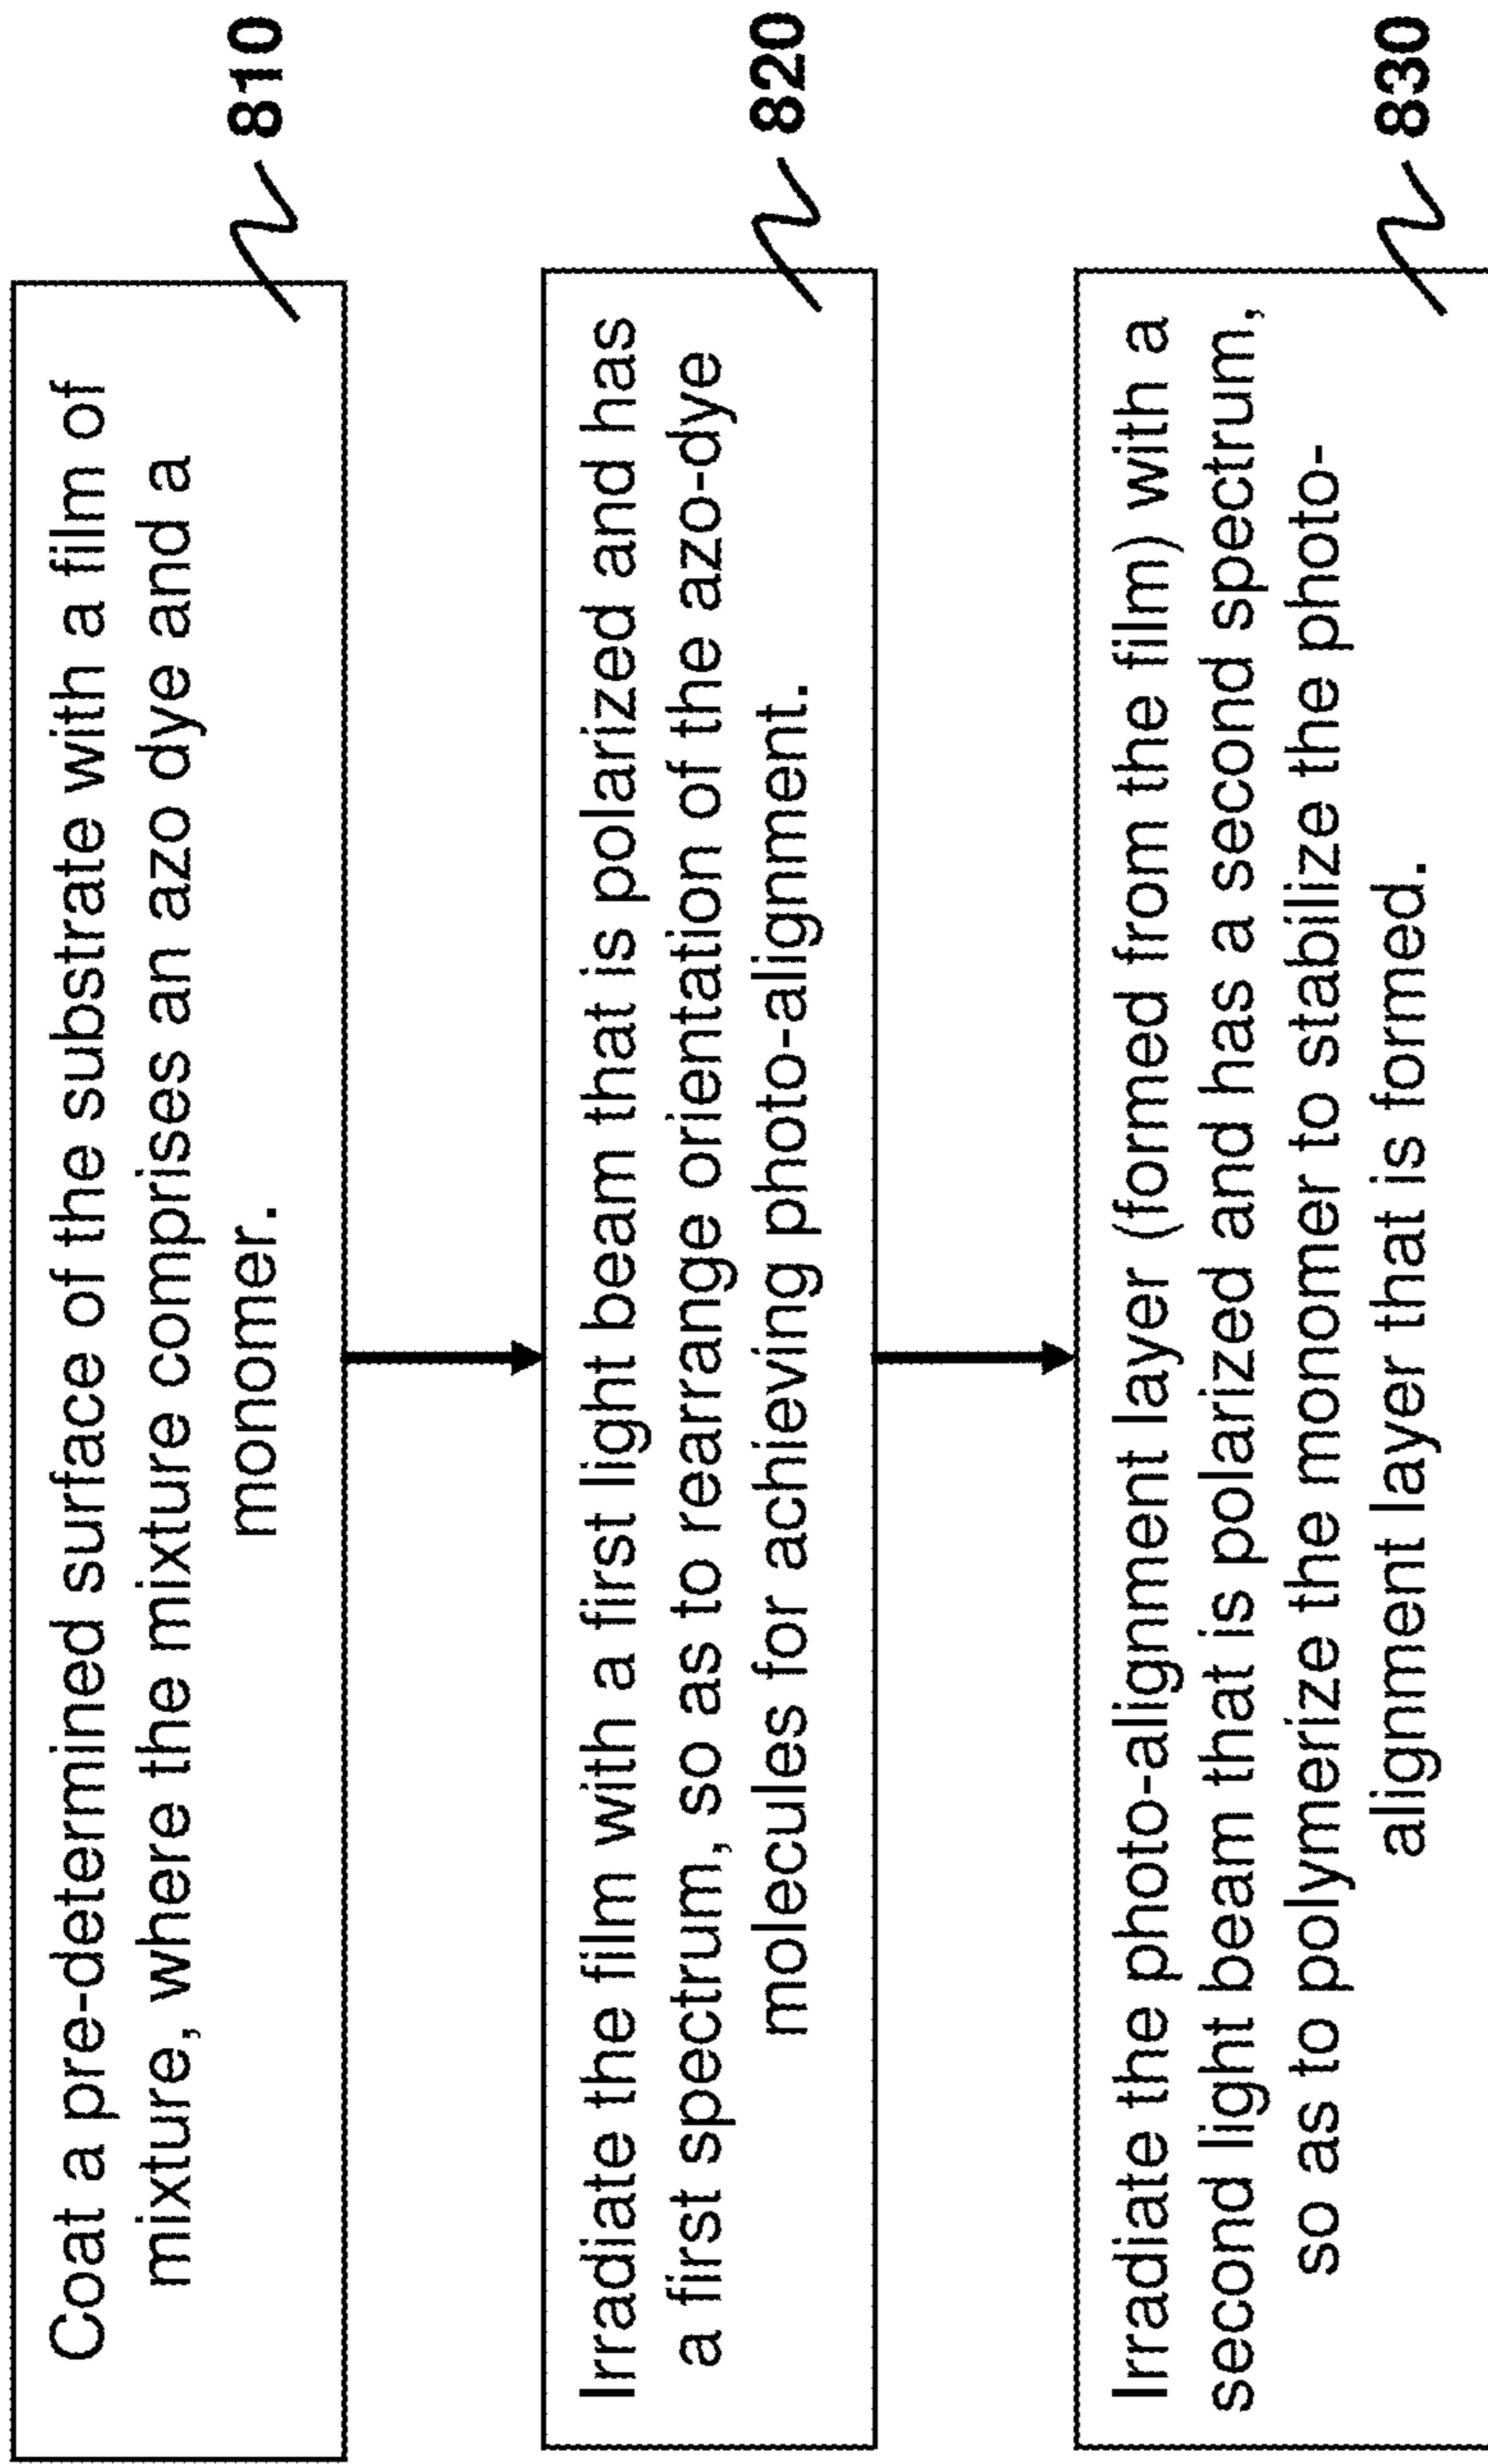 Coat a pre-determined surface of the substrate with a film of
mixture, where the mixture comprises an azo dye and a
monomer.
810
Irradiate the film with a first light beam that is polarized and has
a first spectrum, so as to rearrange orientation of the azo-dye
molecules for achieving photo-alignment.
820
Irradiate the photo-alignment layer (formed from the film) with a
second light beam that is polarized and has a second spectrum,
so as to polymerize the monomer to stabilize the photo-
alignment layer that is formed.
830